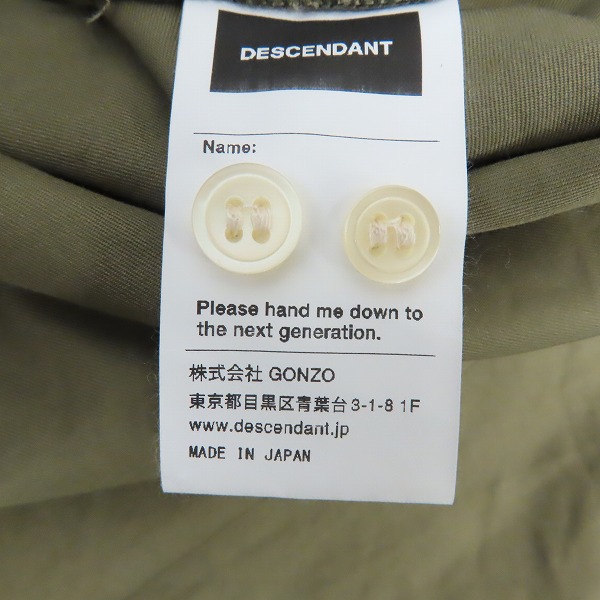 DESCENDANT
Name:
Please hand me down to
the next generation.
株式会社 GONZO
東京都目黒区青葉台3-1-8 1F
www.descendant.jp
MADE IN JAPAN